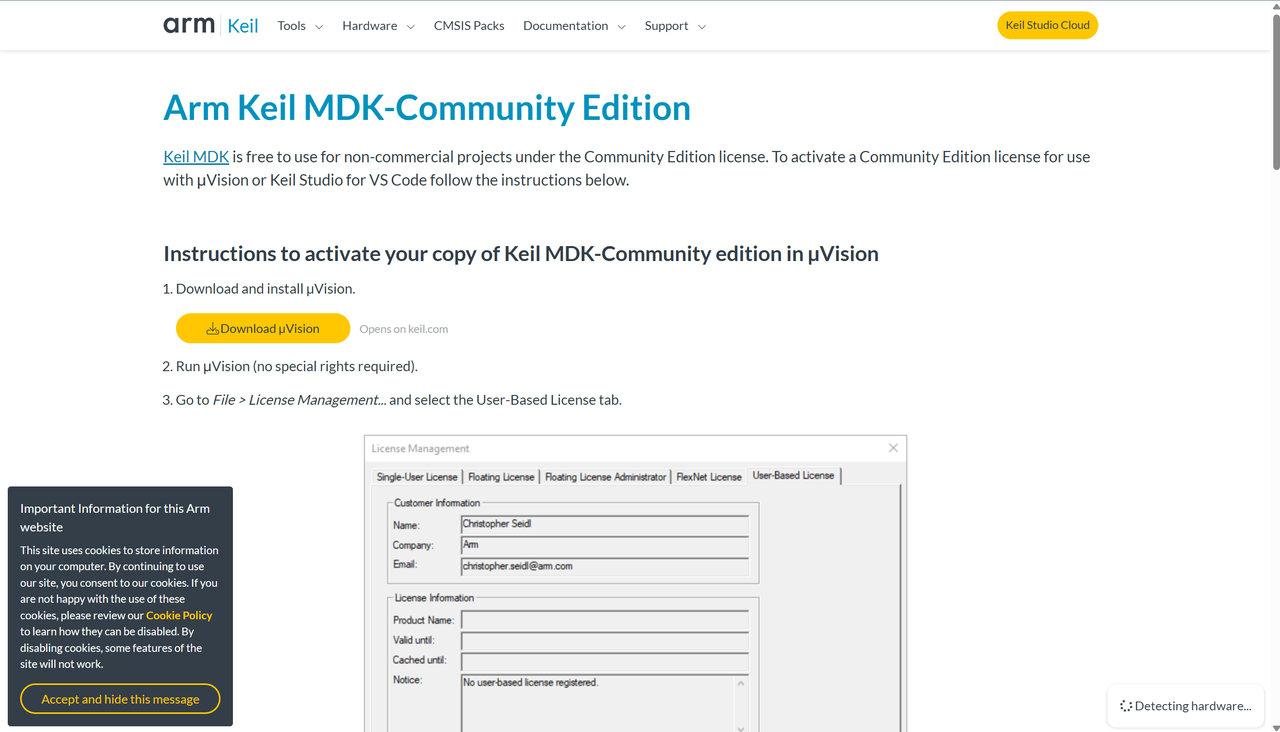 arm Keil Tools Hardware CMSIS Packs Documentation Support Keil Studio Cloud
Arm Keil MDK-Community Edition
Keil MDK is free to use for non-commercial projects under the Community Edition license. To activate a Community Edition license for use
with µVision or Keil Studio for VS Code follow the instructions below.
Instructions to activate your copy of Keil MDK-Community edition in µVision
1. Download and install µVision.
Download µVision Opens on keil.com
2. Run µVision (no special rights required).
3. Go to File > License Management... and select the User-Based License tab.
License Management
Single-User License Floating License Floating License Administrator FlexNet License User-Based License
Customer Information
Name: Christopher Seidl
Company: Arm
Email: christopher.seidl@arm.com
License Information
Product Name:
Valid until:
Cached until:
Notice: No user-based license registered.
Important Information for this Arm
website
This site uses cookies to store information
on your computer. By continuing to use
our site, you consent to our cookies. If you
are not happy with the use of these
cookies, please review our Cookie Policy
to learn how they can be disabled. By
disabling cookies, some features of the
site will not work.
Accept and hide this message
Detecting hardware...